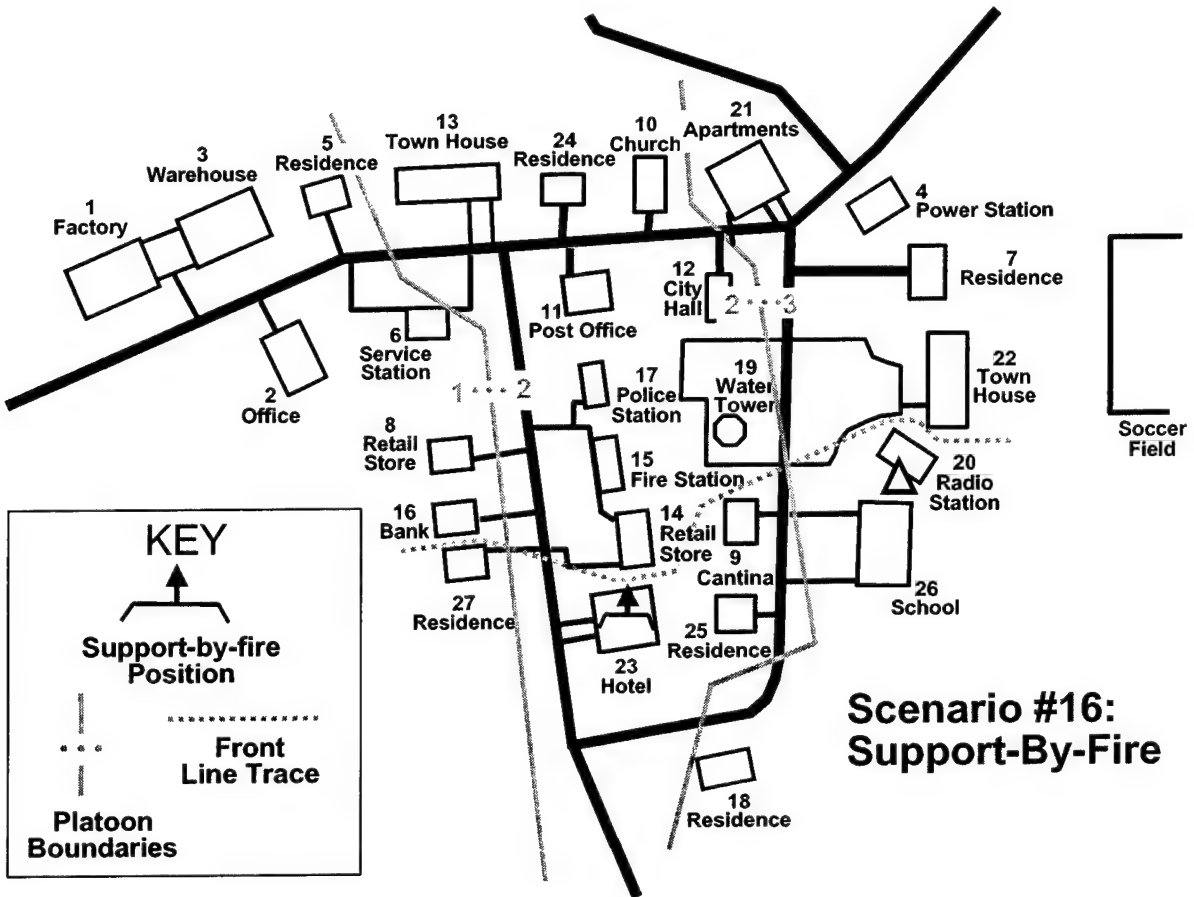 21
Apartments
10
Church
13
Town House
24
Residence
5
Residence
3
Warehouse
1
Factory
4
Power Station
7
Residence
12
City
Hall
2 3
11
Post Office
6
Service
Station
2
Office
1 2
17
Police
Station
19
Water
Tower
22
Town
House
Soccer
Field
8
Retail
Store
15
Fire Station
20
Radio
Station
16
Bank
14
Retail
Store
9
Cantina
26
School
27
Residence
25
Residence
23
Hotel
18
Residence
KEY
Support-by-fire
Position
Front
Line Trace
Platoon
Boundaries
Scenario #16:
Support-By-Fire